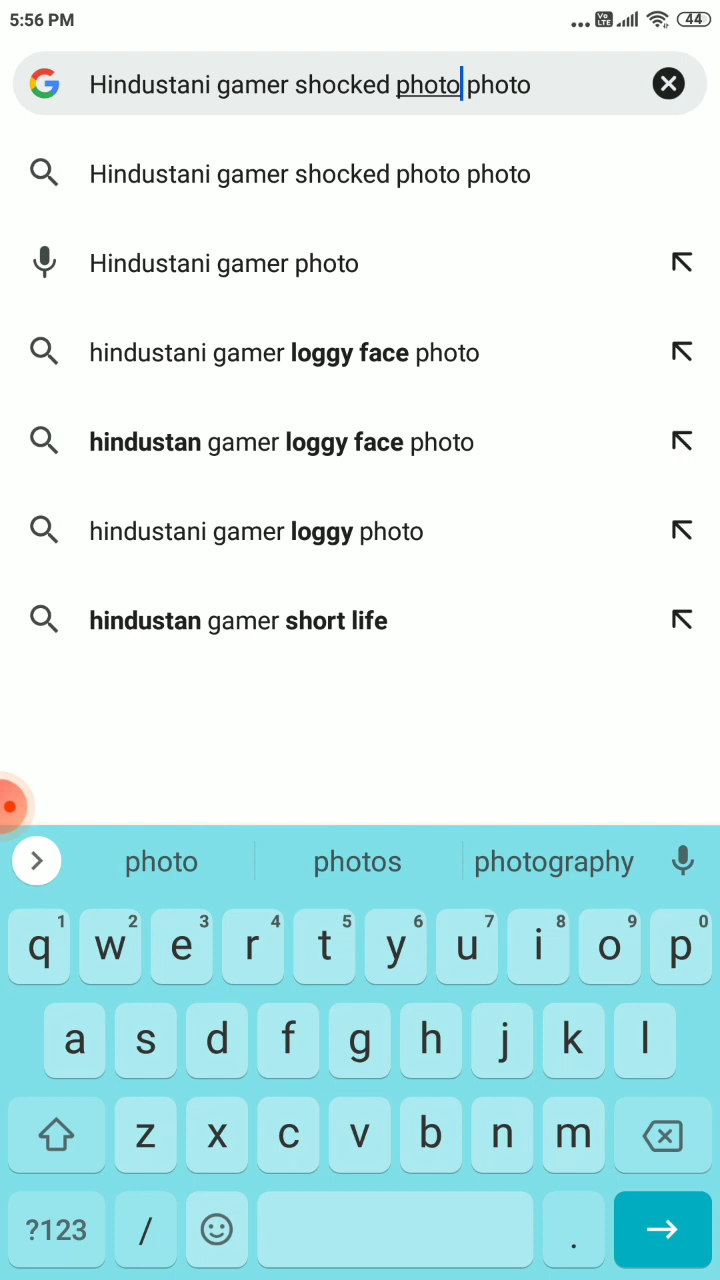 5:56 PM ... Vo LTE 44
Hindustani gamer shocked photo photo
Hindustani gamer shocked photo photo
Hindustani gamer photo
hindustani gamer loggy face photo
hindustan gamer loggy face photo
hindustani gamer loggy photo
hindustan gamer short life
photo photos photography
1 2 3 4 5 6 7 8 9 0
q w e r t y u i o p
a s d f g h j k l
z x c v b n m
?123 / .